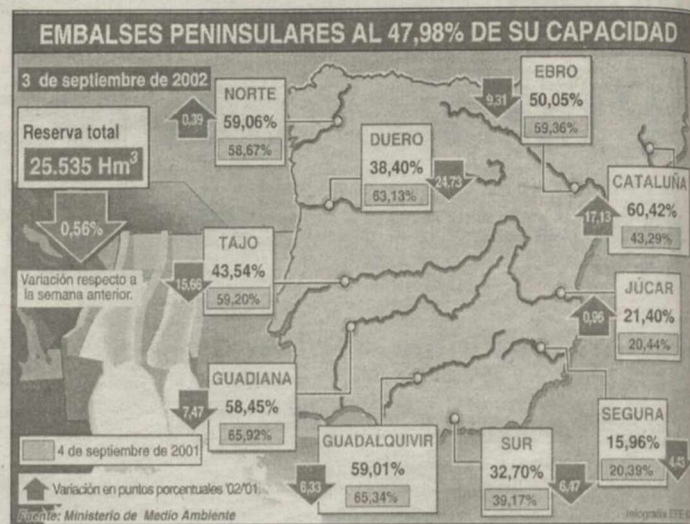 EMBALSES PENINSULARES AL 47,98% DE SU CAPACIDAD
3 de septiembre de 2002
Reserva total
25.535 Hm³
0,56%
Variación respecto a
la semana anterior.
NORTE
0,39
59,06%
58,67%
DUERO
38,40%
24,73
63,13%
EBRO
9,31
50,05%
59,36%
CATALUÑA
17,13
60,42%
43,29%
TAJO
15,66
43,54%
59,20%
JÚCAR
0,96
21,40%
20,44%
GUADIANA
7,47
58,45%
65,92%
GUADALQUIVIR
6,33
59,01%
65,34%
SUR
32,70%
6,47
39,17%
SEGURA
15,96%
4,43
20,39%
4 de septiembre de 2001
Variación en puntos porcentuales '02/'01
Fuente: Ministerio de Medio Ambiente
Infografía EFE